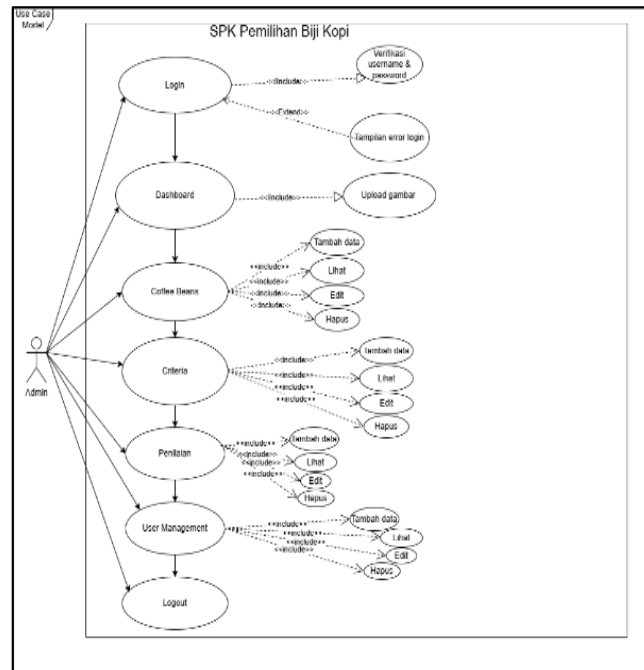 Use Case
Model
SPK Pemilihan Biji Kopi
Login
<<Include>>
Verifikasi
username &
password
<<Extend>>
Tampilan error login
Dashboard
<<Include>>
Upload gambar
Coffee Beans
**include**
<<include>>
<<include>>
<<include>>
Tambah data
Lihat
Edit
Hapus
Admin
Criteria
<<include>>
<<include>>
**include**
**include**
Tambah data
Lihat
Edit
Hapus
Penilaian
**include**
<<include>>
<<include>>
**include**
Tambah data
Lihat
Edit
Hapus
User Management
**include**
**include**
**include**
<<include>>
Tambah data
Lihat
Edit
Hapus
Logout